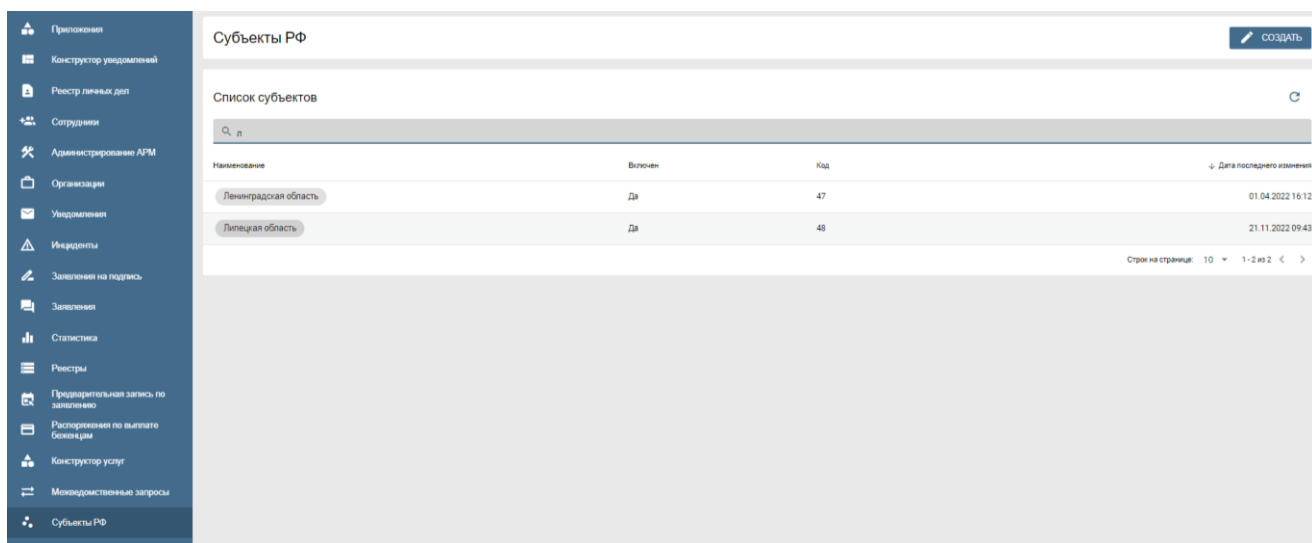 Приложения
Конструктор уведомлений
Реестр личных дел
Сотрудники
Администрирование АРМ
Организации
Уведомления
Инциденты
Заявления на подпись
Заявления
Статистика
Реестры
Предварительная запись по
заявлению
Распоряжения по выплате
беженцам
Конструктор услуг
Межведомственные запросы
Субъекты РФ
Субъекты РФ
СОЗДАТЬ
Список субъектов
л
Наименование Включен Код Дата последнего измнения
Ленинградская область Да 47 01.04.2022 16:12
Липецкая область Да 48 21.11.2022 09:43
Строк на странице: 10 1 - 2 из 2